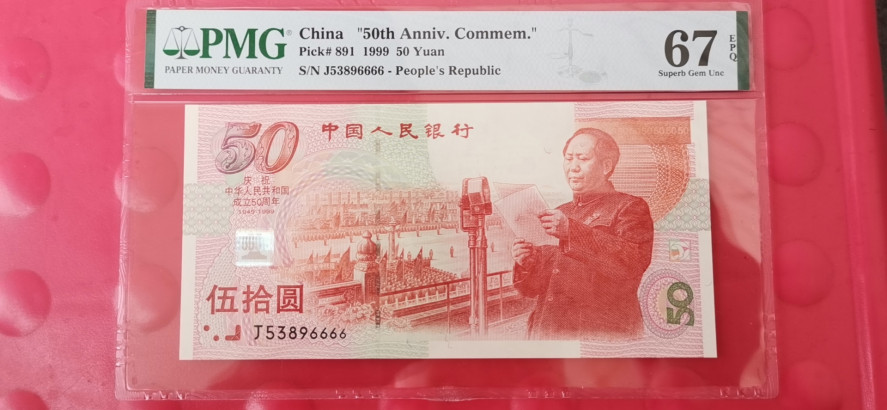 PMG
PAPER MONEY GUARANTY
China "50th Anniv. Commem."
Pick# 891 1999 50 Yuan
S/N J53896666 - People's Republic
67
EPQ
Superb Gem Unc
50
中国人民银行
庆祝
中华人民共和国
成立50周年
1949-1999
伍拾圆
J53896666
50